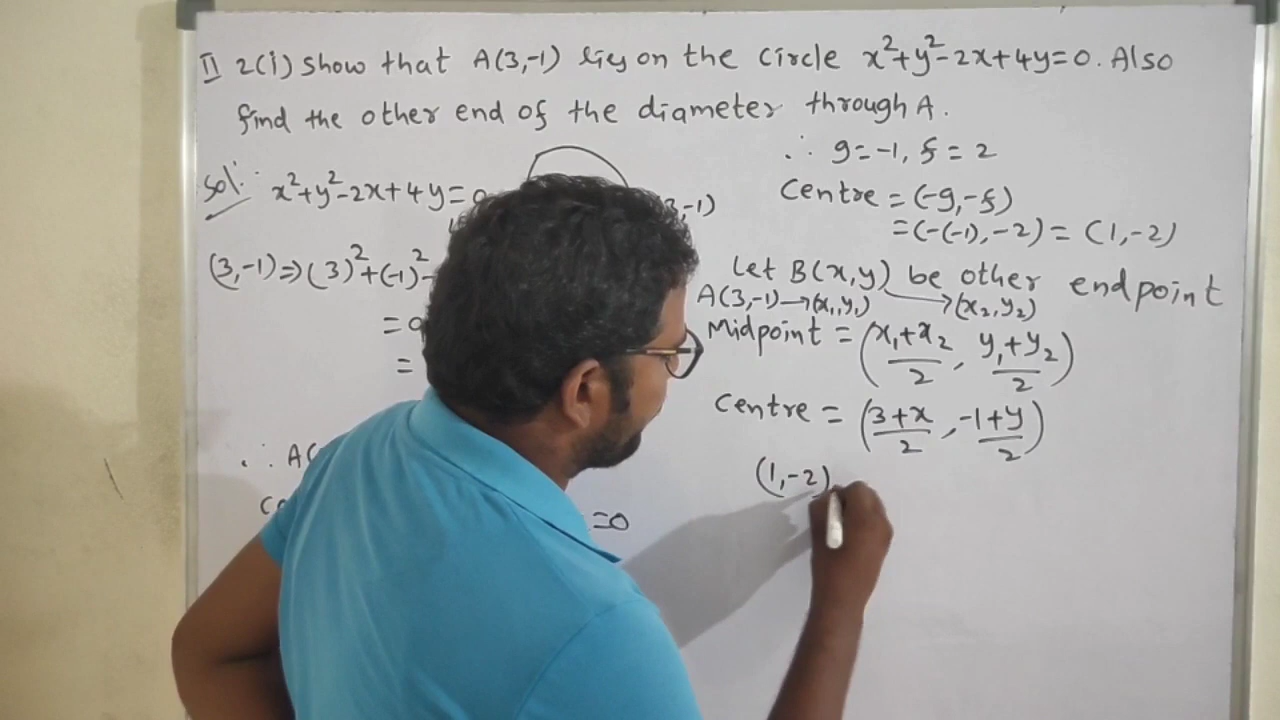 II 2(i) Show that A(3,-1) lies on the circle x²+y²-2x+4y=0. Also
find the other end of the diameter through A.
Sol: x²+y²-2x+4y=0
(3,-1)⇒(3)²+(-1)²-
=9
=
∴ A(
=0
3,-1)
∴ g=-1, f=2
Centre = (-g,-f)
=(-(-1),-2) = (1,-2)
Let B(x,y) be other endpoint
A(3,-1)→(x₁,y₁) →(x₂,y₂)
Midpoint = (x₁+x₂/2, y₁+y₂/2)
Centre = (3+x/2, -1+y/2)
(1,-2)